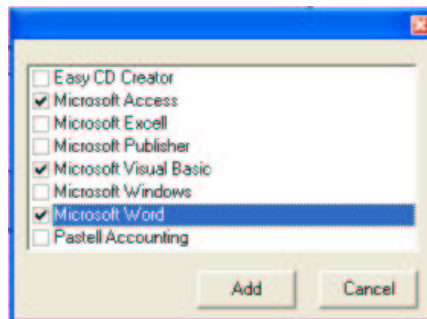 Easy CD Creator
Microsoft Access
Microsoft Excell
Microsoft Publisher
Microsoft Visual Basic
Microsoft Windows
Microsoft Word
Pastell Accounting
Add
Cancel